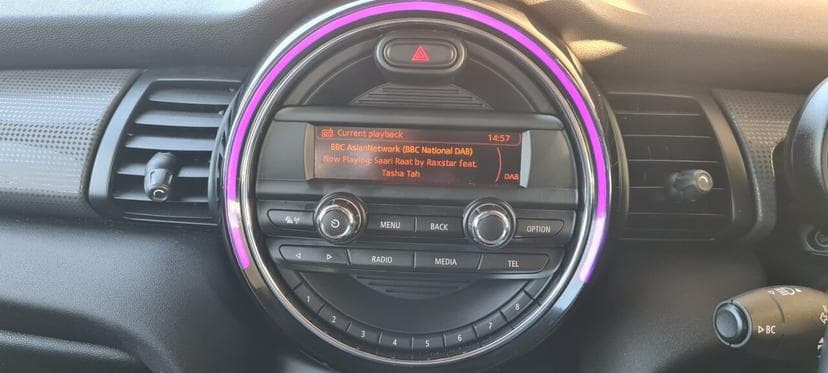 Current playback 14:57
BBC AsianNetwork (BBC National DAB)
Now Playing: Saari Raat by Raxstar feat.
Tasha Tah
DAB
MENU BACK OPTION
RADIO MEDIA TEL
1 2 3 4 5 6 7 8
BC